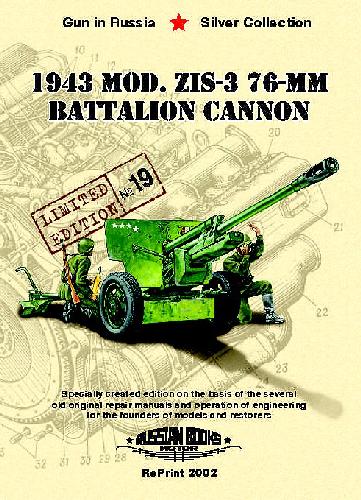 Gun in Russia ★ Silver Collection
1943 MOD. ZIS-3 76-MM
BATTALION CANNON
LIMITED
EDITION
№ 19
Specially created edition on the basis of the several
old original repair manuals and operation of engineering
for the founders of models and restorers
RUSSIAN BOOKS
MOTOR
RePrint 2002